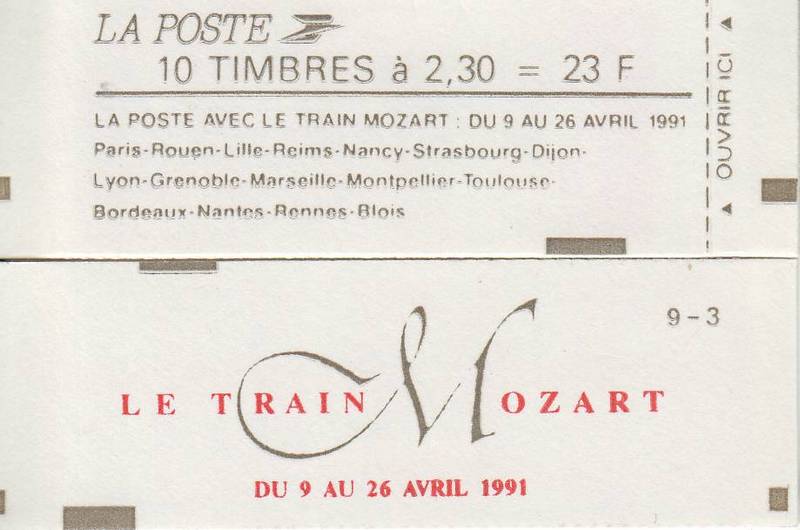 LA POSTE
10 TIMBRES à 2,30 = 23 F
LA POSTE AVEC LE TRAIN MOZART : DU 9 AU 26 AVRIL 1991
Paris-Rouen-Lille-Reims-Nancy-Strasbourg-Dijon-
Lyon-Grenoble-Marseille-Montpellier-Toulouse-
Bordeaux-Nantes-Rennes-Blois
▲ OUVRIR ICI ▲
9-3
LE TRAIN MOZART
DU 9 AU 26 AVRIL 1991